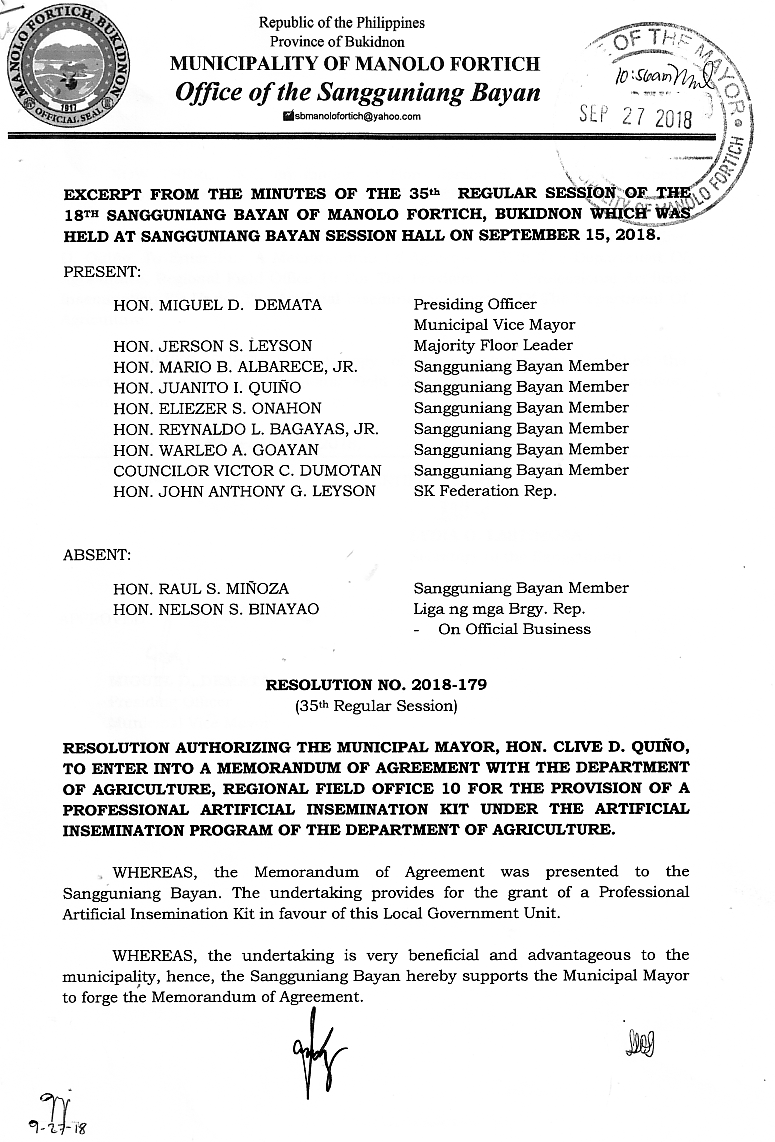 Republic of the Philippines
Province of Bukidnon
MUNICIPALITY OF MANOLO FORTICH
Office of the Sangguniang Bayan
sbmanolofortich@yahoo.com
MANOLO FORTICH, BUKIDNON
1917
OFFICIAL SEAL
OF THE MAYOR
SEP 27 2018
OF MANOLO FORTICH
EXCERPT FROM THE MINUTES OF THE 35th REGULAR SESSION OF THE
18TH SANGGUNIANG BAYAN OF MANOLO FORTICH, BUKIDNON WHICH WAS
HELD AT SANGGUNIANG BAYAN SESSION HALL ON SEPTEMBER 15, 2018.
PRESENT:
HON. MIGUEL D. DEMATA Presiding Officer
Municipal Vice Mayor
HON. JERSON S. LEYSON Majority Floor Leader
HON. MARIO B. ALBARECE, JR. Sangguniang Bayan Member
HON. JUANITO I. QUIÑO Sangguniang Bayan Member
HON. ELIEZER S. ONAHON Sangguniang Bayan Member
HON. REYNALDO L. BAGAYAS, JR. Sangguniang Bayan Member
HON. WARLEO A. GOAYAN Sangguniang Bayan Member
COUNCILOR VICTOR C. DUMOTAN Sangguniang Bayan Member
HON. JOHN ANTHONY G. LEYSON SK Federation Rep.
ABSENT:
HON. RAUL S. MIÑOZA Sangguniang Bayan Member
HON. NELSON S. BINAYAO Liga ng mga Brgy. Rep.
- On Official Business
RESOLUTION NO. 2018-179
(35th Regular Session)
RESOLUTION AUTHORIZING THE MUNICIPAL MAYOR, HON. CLIVE D. QUIÑO,
TO ENTER INTO A MEMORANDUM OF AGREEMENT WITH THE DEPARTMENT
OF AGRICULTURE, REGIONAL FIELD OFFICE 10 FOR THE PROVISION OF A
PROFESSIONAL ARTIFICIAL INSEMINATION KIT UNDER THE ARTIFICIAL
INSEMINATION PROGRAM OF THE DEPARTMENT OF AGRICULTURE.
WHEREAS, the Memorandum of Agreement was presented to the
Sangguniang Bayan. The undertaking provides for the grant of a Professional
Artificial Insemination Kit in favour of this Local Government Unit.
WHEREAS, the undertaking is very beneficial and advantageous to the
municipality, hence, the Sangguniang Bayan hereby supports the Municipal Mayor
to forge the Memorandum of Agreement.
9-27-18